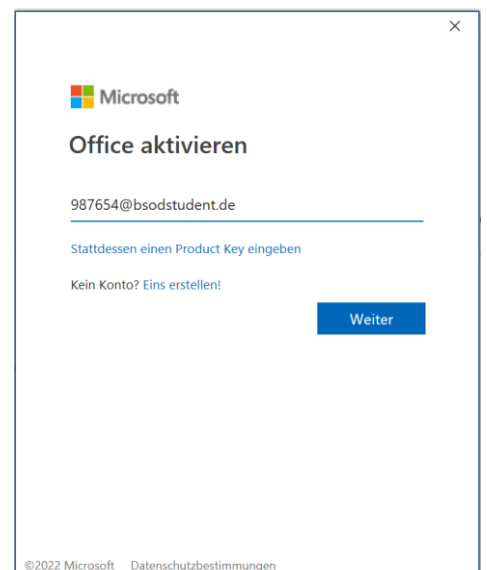 Microsoft
Office aktivieren
987654@bsodstudent.de
Stattdessen einen Product Key eingeben
Kein Konto? Eins erstellen!
Weiter
©2022 Microsoft Datenschutzbestimmungen